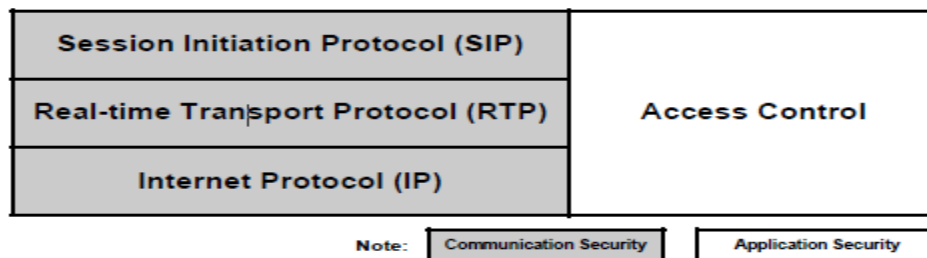 Session Initiation Protocol (SIP)
Real-time Transport Protocol (RTP)
Access Control
Internet Protocol (IP)
Note:
Communication Security
Application Security